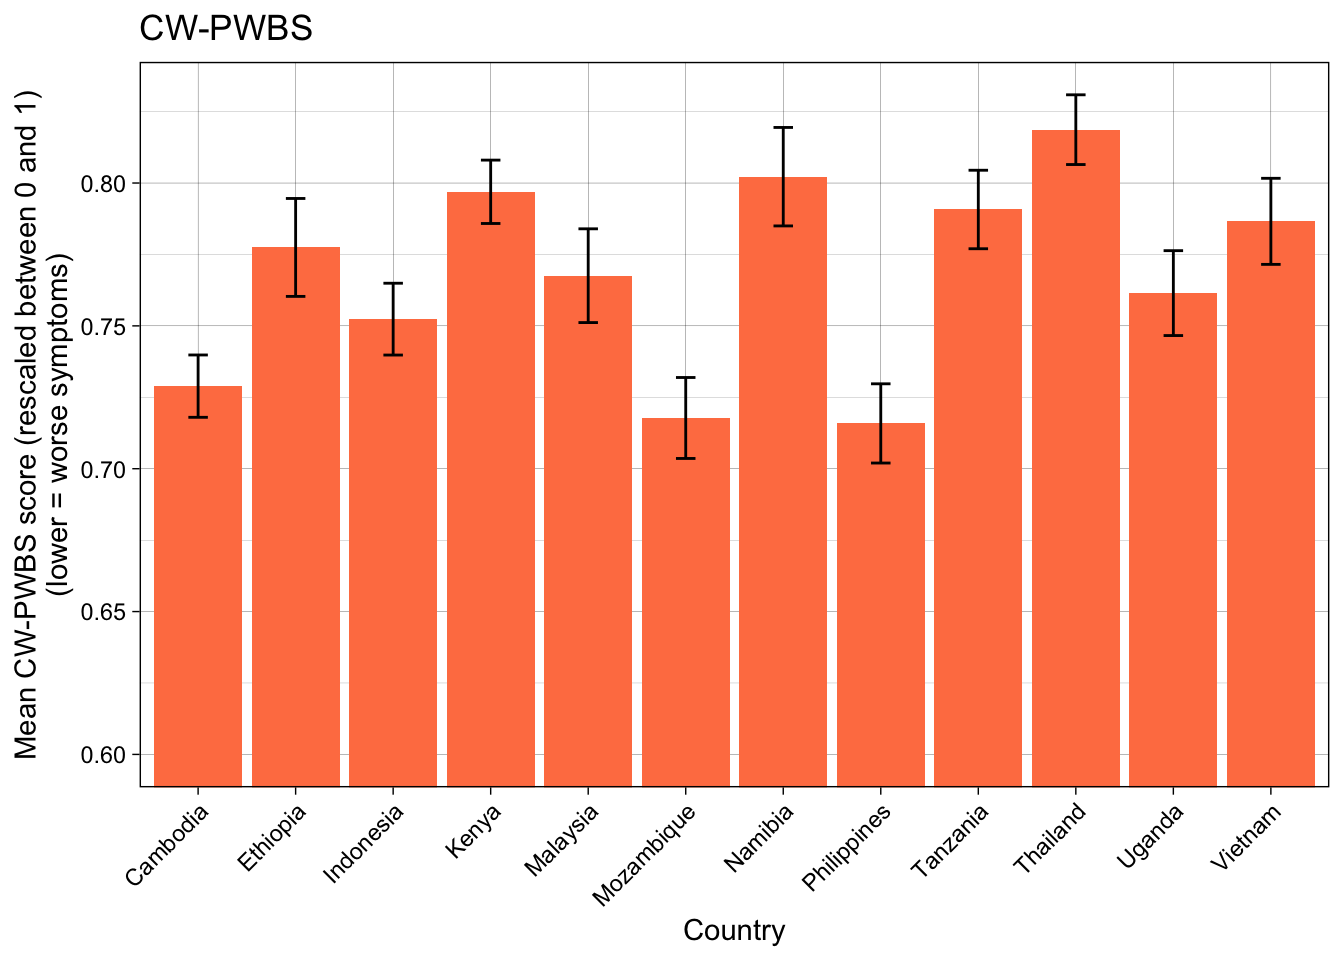 CW-PWBS
Mean CW-PWBS score (rescaled between 0 and 1)
(lower = worse symptoms)
0.80
0.75
0.70
0.65
0.60
Cambodia
Ethiopia
Indonesia
Kenya
Malaysia
Mozambique
Namibia
Philippines
Tanzania
Thailand
Uganda
Vietnam
Country